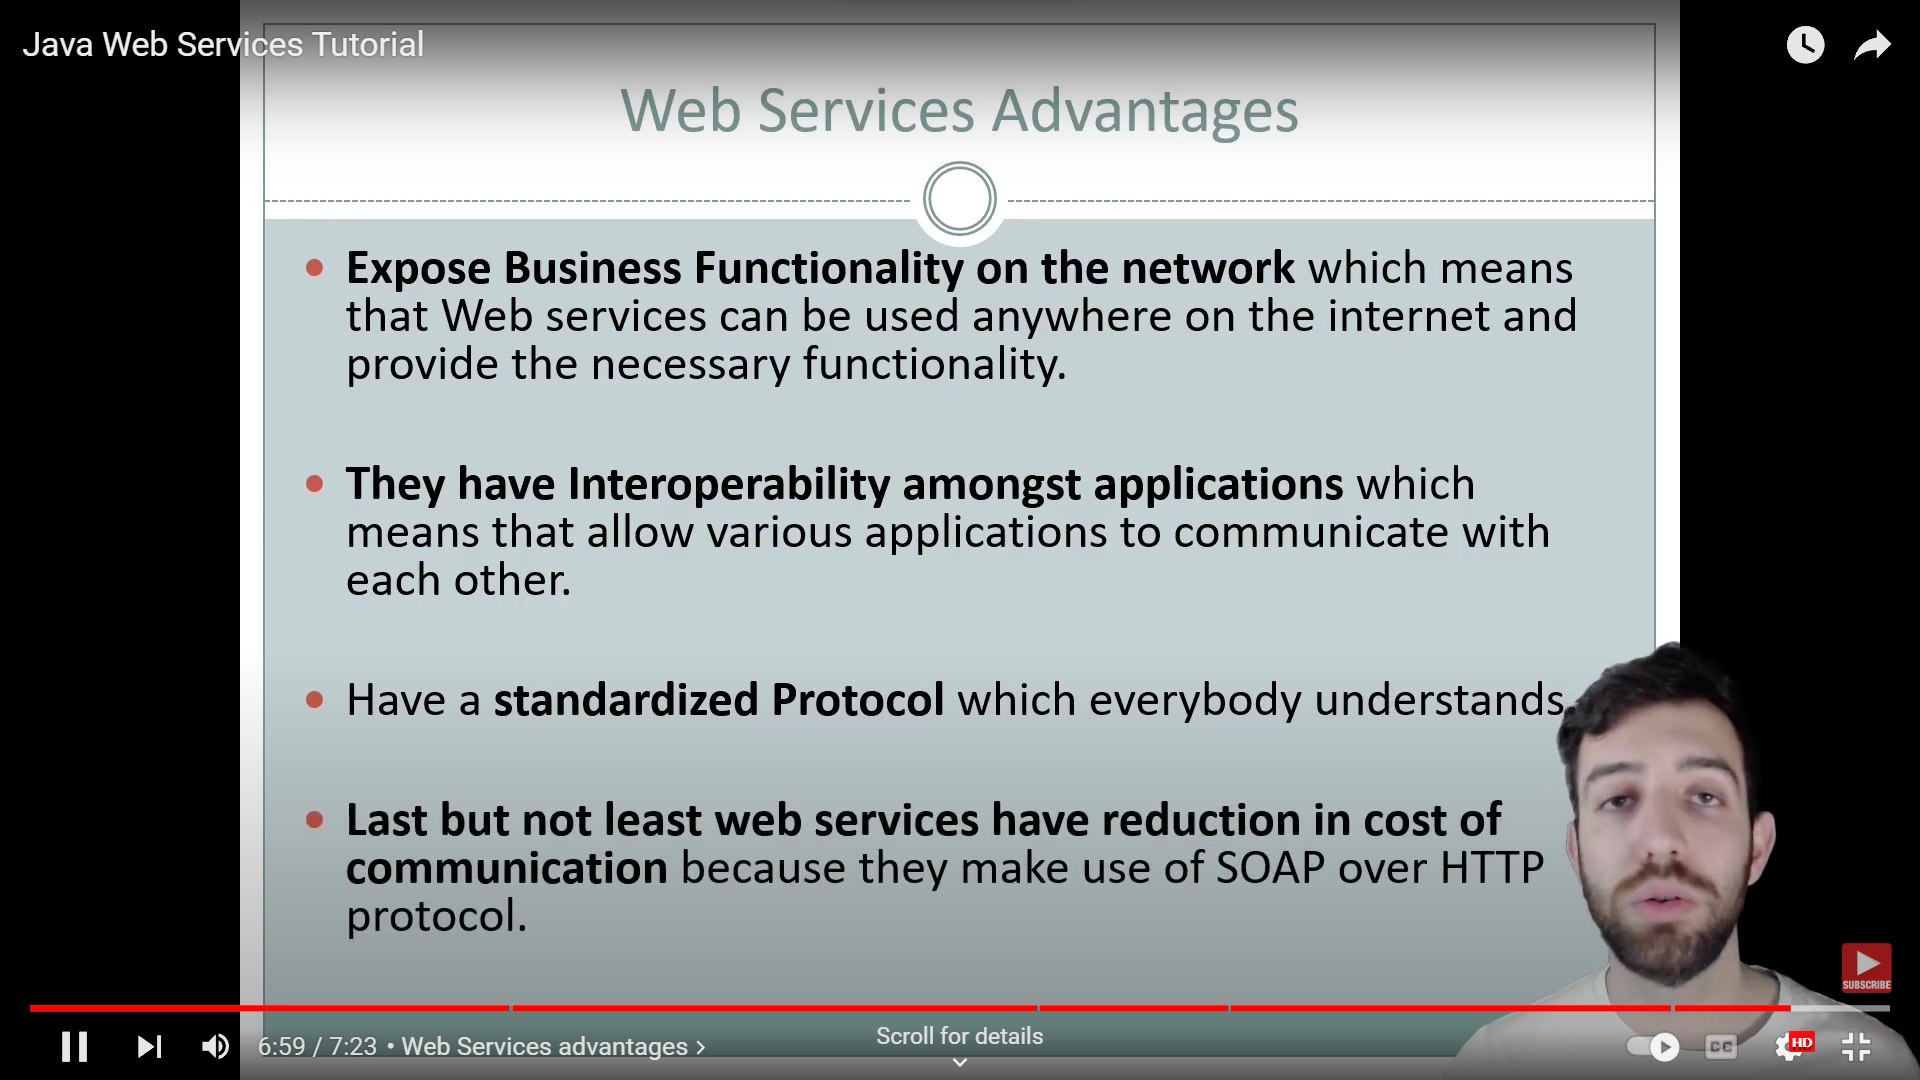 Java Web Services Tutorial
Web Services Advantages
Expose Business Functionality on the network which means
that Web services can be used anywhere on the internet and
provide the necessary functionality.
They have Interoperability amongst applications which
means that allow various applications to communicate with
each other.
Have a standardized Protocol which everybody understands.
Last but not least web services have reduction in cost of
communication because they make use of SOAP over HTTP
protocol.
SUBSCRIBE
Scroll for details
6:59 / 7:23 • Web Services advantages
CC
HD